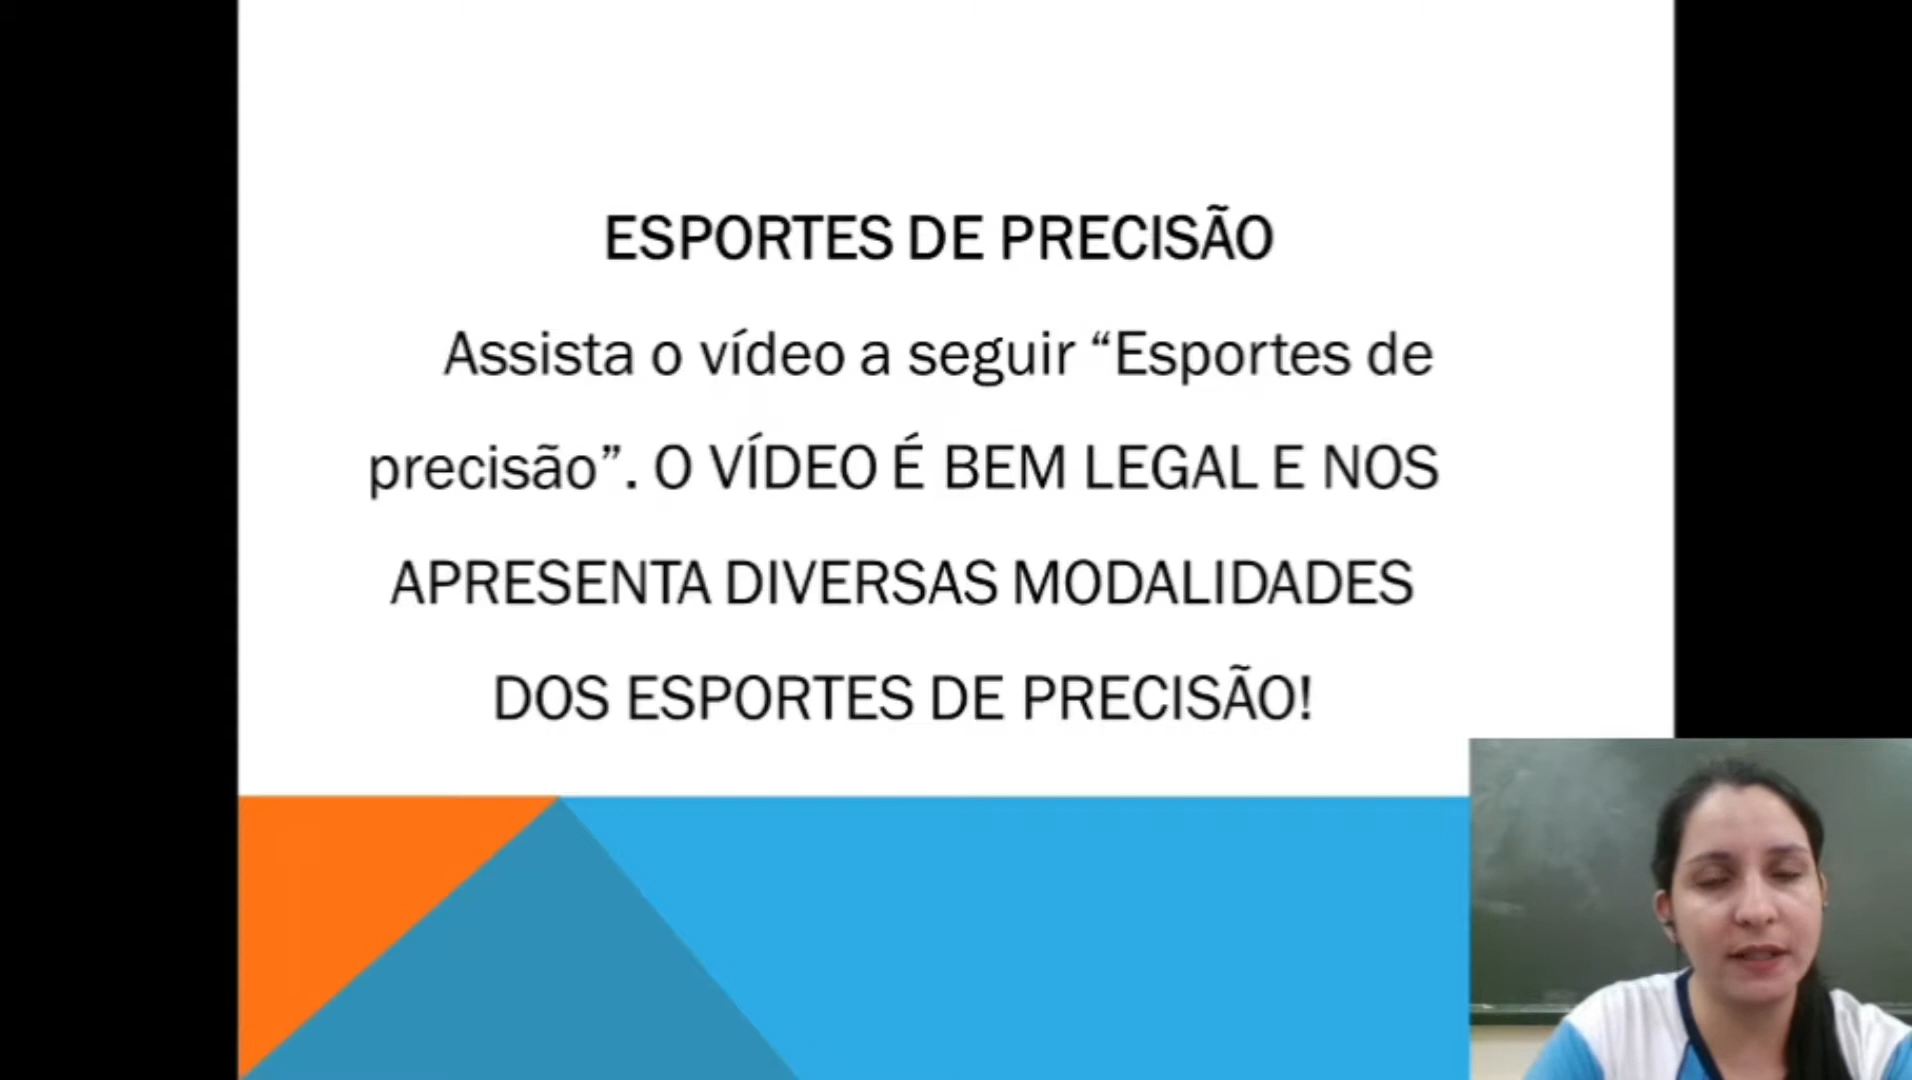 ESPORTES DE PRECISÃO
Assista o vídeo a seguir “Esportes de
precisão”. O VÍDEO É BEM LEGAL E NOS
APRESENTA DIVERSAS MODALIDADES
DOS ESPORTES DE PRECISÃO!